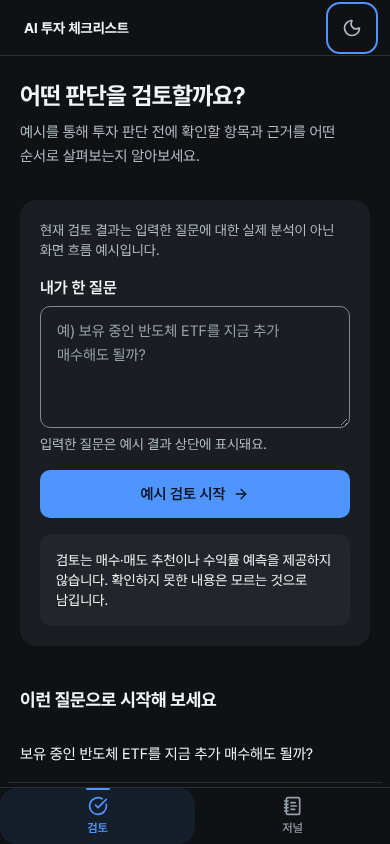 AI 투자 체크리스트
어떤 판단을 검토할까요?
예시를 통해 투자 판단 전에 확인할 항목과 근거를 어떤
순서로 살펴보는지 알아보세요.
현재 검토 결과는 입력한 질문에 대한 실제 분석이 아닌
화면 흐름 예시입니다.
내가 한 질문
예) 보유 중인 반도체 ETF를 지금 추가
매수해도 될까?
입력한 질문은 예시 결과 상단에 표시돼요.
예시 검토 시작 →
검토는 매수·매도 추천이나 수익률 예측을 제공하지
않습니다. 확인하지 못한 내용은 모르는 것으로
남깁니다.
이런 질문으로 시작해 보세요
보유 중인 반도체 ETF를 지금 추가 매수해도 될까?
검토
저널